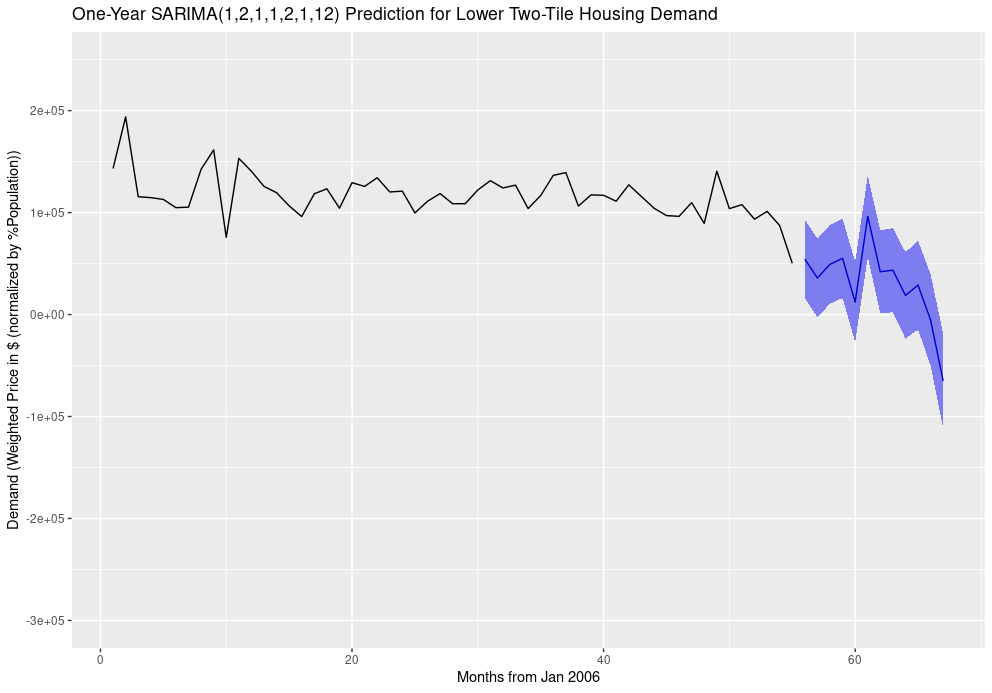 One-Year SARIMA(1,2,1,1,2,1,12) Prediction for Lower Two-Tile Housing Demand
Demand (Weighted Price in $ (normalized by %Population))
2e+05
1e+05
0e+00
-1e+05
-2e+05
-3e+05
0
20
40
60
Months from Jan 2006